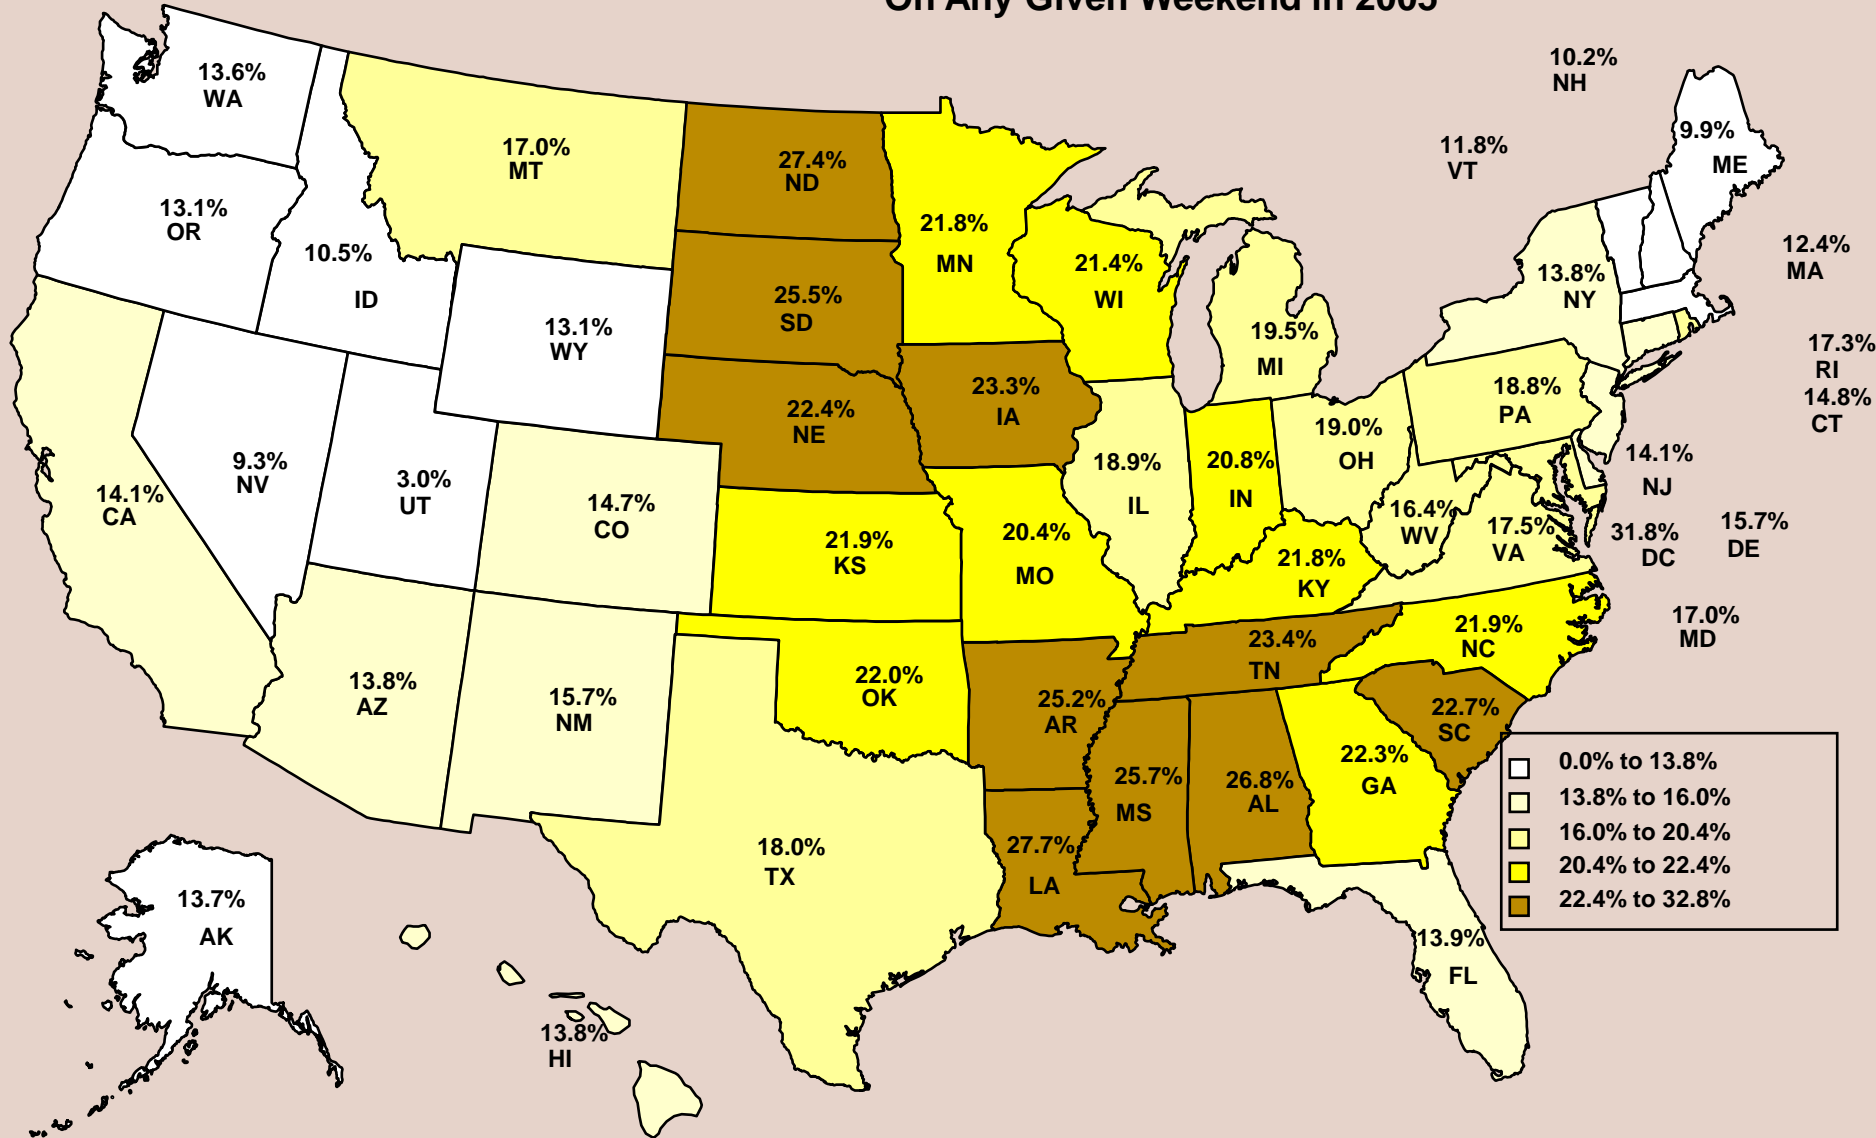 On Any Given Weekend in 2005
10.2%
NH
13.6%
WA
9.9%
ME
11.8%
VT
17.0%
MT
27.4%
ND
13.1%
OR
21.8%
MN
10.5%
ID
21.4%
WI
12.4%
MA
13.8%
NY
25.5%
SD
13.1%
WY
19.5%
MI
17.3%
RI
14.8%
CT
23.3%
IA
22.4%
NE
18.8%
PA
19.0%
OH
14.1%
NJ
9.3%
NV
3.0%
UT
14.1%
CA
14.7%
CO
18.9%
IL
20.8%
IN
16.4%
WV
17.5%
VA
31.8%
DC
15.7%
DE
21.9%
KS
20.4%
MO
21.8%
KY
17.0%
MD
21.9%
NC
23.4%
TN
13.8%
AZ
15.7%
NM
22.0%
OK
25.2%
AR
22.7%
SC
22.3%
GA
25.7%
MS
26.8%
AL
0.0% to 13.8%
13.8% to 16.0%
16.0% to 20.4%
20.4% to 22.4%
22.4% to 32.8%
18.0%
TX
27.7%
LA
13.7%
AK
13.9%
FL
13.8%
HI